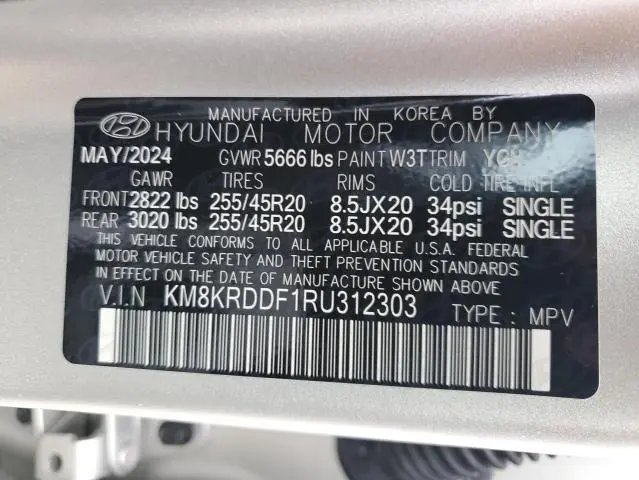 MANUFACTURED IN KOREA BY
HYUNDAI MOTOR COMPANY
MAY/2024 GVWR 5666 lbs PAINT W3T TRIM
GAWR TIRES RIMS COLD TIRE INFL
FRONT 2822 lbs 255/45R20 8.5JX20 34psi SINGLE
REAR 3020 lbs 255/45R20 8.5JX20 34psi SINGLE
THIS VEHICLE CONFORMS TO ALL APPLICABLE U.S.A. FEDERAL
MOTOR VEHICLE SAFETY, BUMPER, AND THEFT PREVENTION STANDARDS
IN EFFECT ON THE DATE OF MANUFACTURE SHOWN ABOVE.
V.I.N KM8KRDDF1RU312303 TYPE : MPV